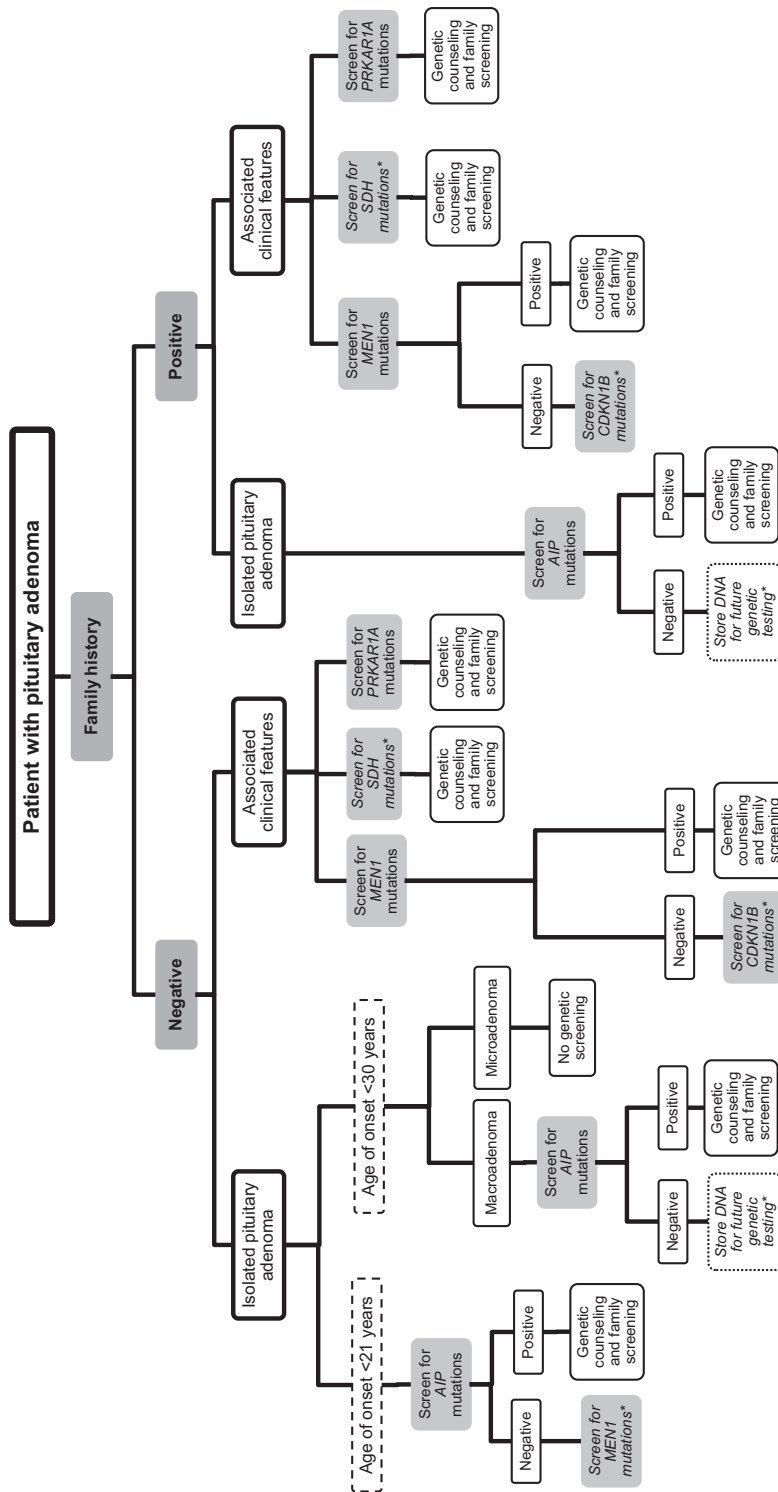 Patient with pituitary adenoma
Family history
Negative
Positive
Isolated pituitary
adenoma
Associated
clinical features
Isolated pituitary
adenoma
Associated
clinical features
Age of onset <21 years
Age of onset <30 years
Screen for
MEN1
mutations
Screen for
SDH
mutations*
Screen for
PRKAR1A
mutations
Screen for
MEN1
mutations
Screen for
SDH
mutations*
Screen for
PRKAR1A
mutations
Screen for
AIP
mutations
Macroadenoma
Microadenoma
Genetic
counseling
and family
screening
Genetic
counseling
and family
screening
Genetic
counseling
and family
screening
Genetic
counseling
and family
screening
Negative
Positive
Screen for
AIP
mutations
No genetic
screening
Screen for
AIP
mutations
Negative
Positive
Screen for
MEN1
mutations*
Genetic
counseling
and family
screening
Screen for
CDKN1B
mutations*
Genetic
counseling
and family
screening
Negative
Positive
Negative
Positive
Negative
Positive
Store DNA
for future
genetic
testing*
Genetic
counseling
and family
screening
Screen for
CDKN1B
mutations*
Genetic
counseling
and family
screening
Store DNA
for future
genetic
testing*
Genetic
counseling
and family
screening